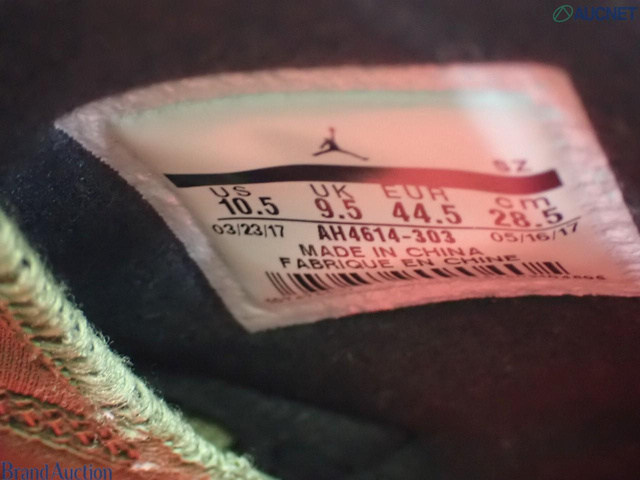 AUCNET
SZ
US UK EUR cm
10.5 9.5 44.5 28.5
03/23/17 AH4614-303 05/16/17
MADE IN CHINA
FABRIQUE EN CHINE
Brand Auction